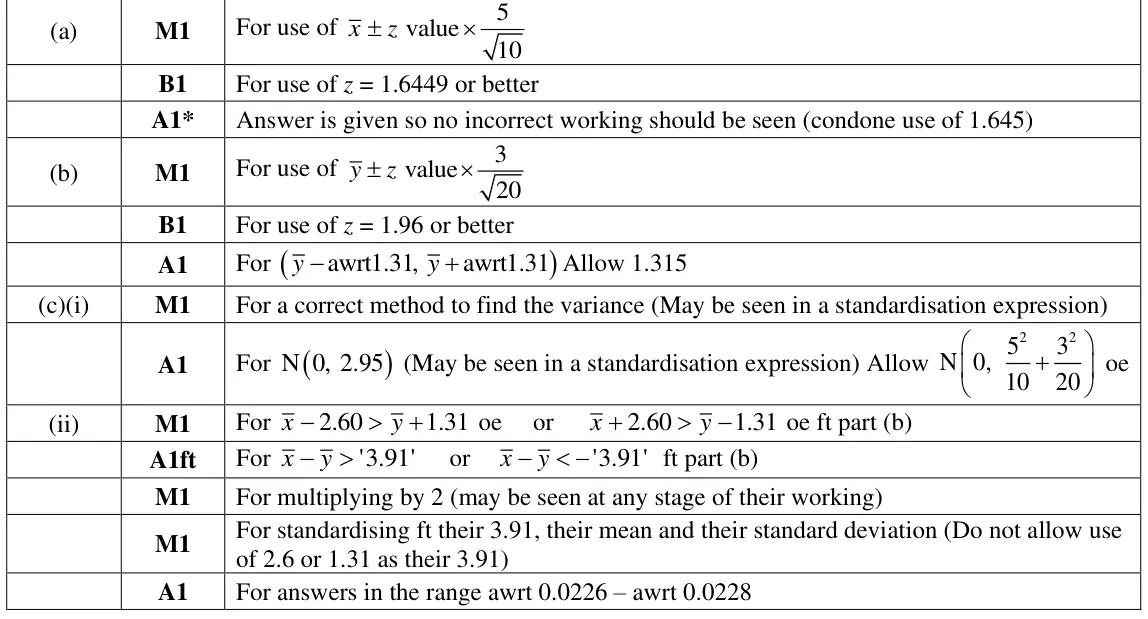 (a) M1 For use of x̄ ± z value × 5/√10
B1 For use of z = 1.6449 or better
A1* Answer is given so no incorrect working should be seen (condone use of 1.645)
(b) M1 For use of ȳ ± z value × 3/√20
B1 For use of z = 1.96 or better
A1 For (ȳ − awrt1.31, ȳ + awrt1.31) Allow 1.315
(c)(i) M1 For a correct method to find the variance (May be seen in a standardisation expression)
A1 For N(0, 2.95) (May be seen in a standardisation expression) Allow N(0, 5²/10 + 3²/20) oe
(ii) M1 For x̄ − 2.60 > ȳ + 1.31 oe or x̄ + 2.60 > ȳ − 1.31 oe ft part (b)
A1ft For x̄ − ȳ > '3.91' or x̄ − ȳ < −'3.91' ft part (b)
M1 For multiplying by 2 (may be seen at any stage of their working)
M1 For standardising ft their 3.91, their mean and their standard deviation (Do not allow use
of 2.6 or 1.31 as their 3.91)
A1 For answers in the range awrt 0.0226 – awrt 0.0228